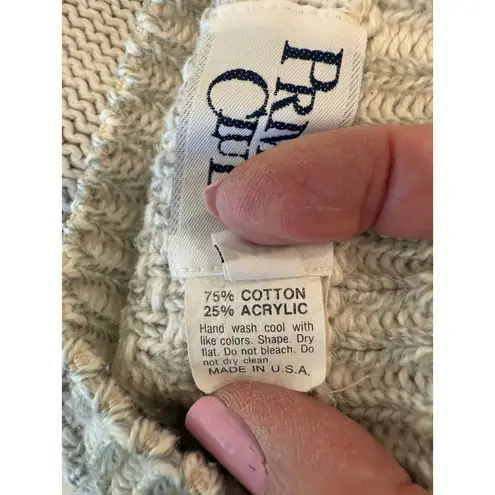 75% COTTON
25% ACRYLIC
Hand wash cool with
like colors. Shape. Dry
flat. Do not bleach. Do
not dry clean.
MADE IN U.S.A.